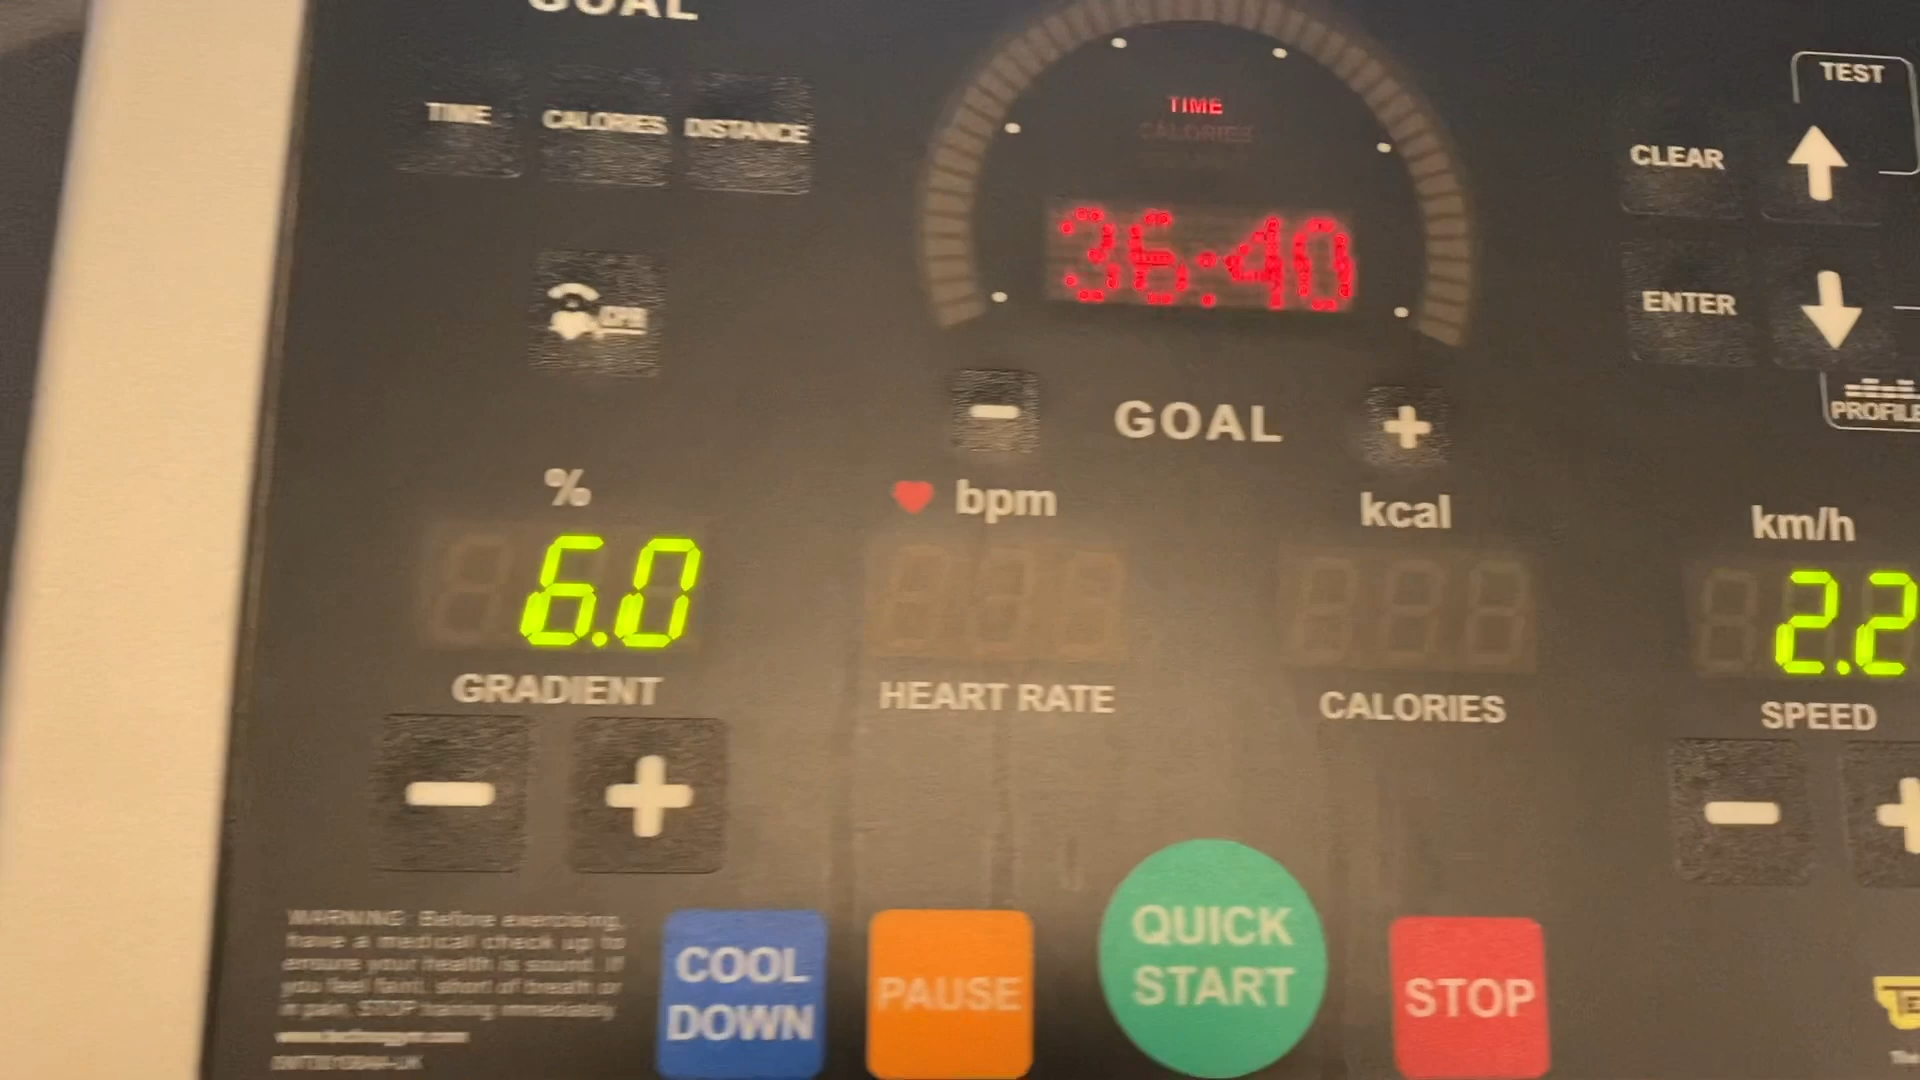 GOAL
TIME
CALORIES
DISTANCE
CPR
TIME
CALORIES
36:40
- GOAL +
TEST
CLEAR
ENTER
PROFILE
%
6.0
GRADIENT
- +
bpm
HEART RATE
kcal
CALORIES
km/h
2.2
SPEED
- +
WARNING: Before exercising,
have a medical check up to
ensure your health is sound. If
you feel faint, short of breath or
in pain, STOP training immediately.
COOL
DOWN
PAUSE
QUICK
START
STOP